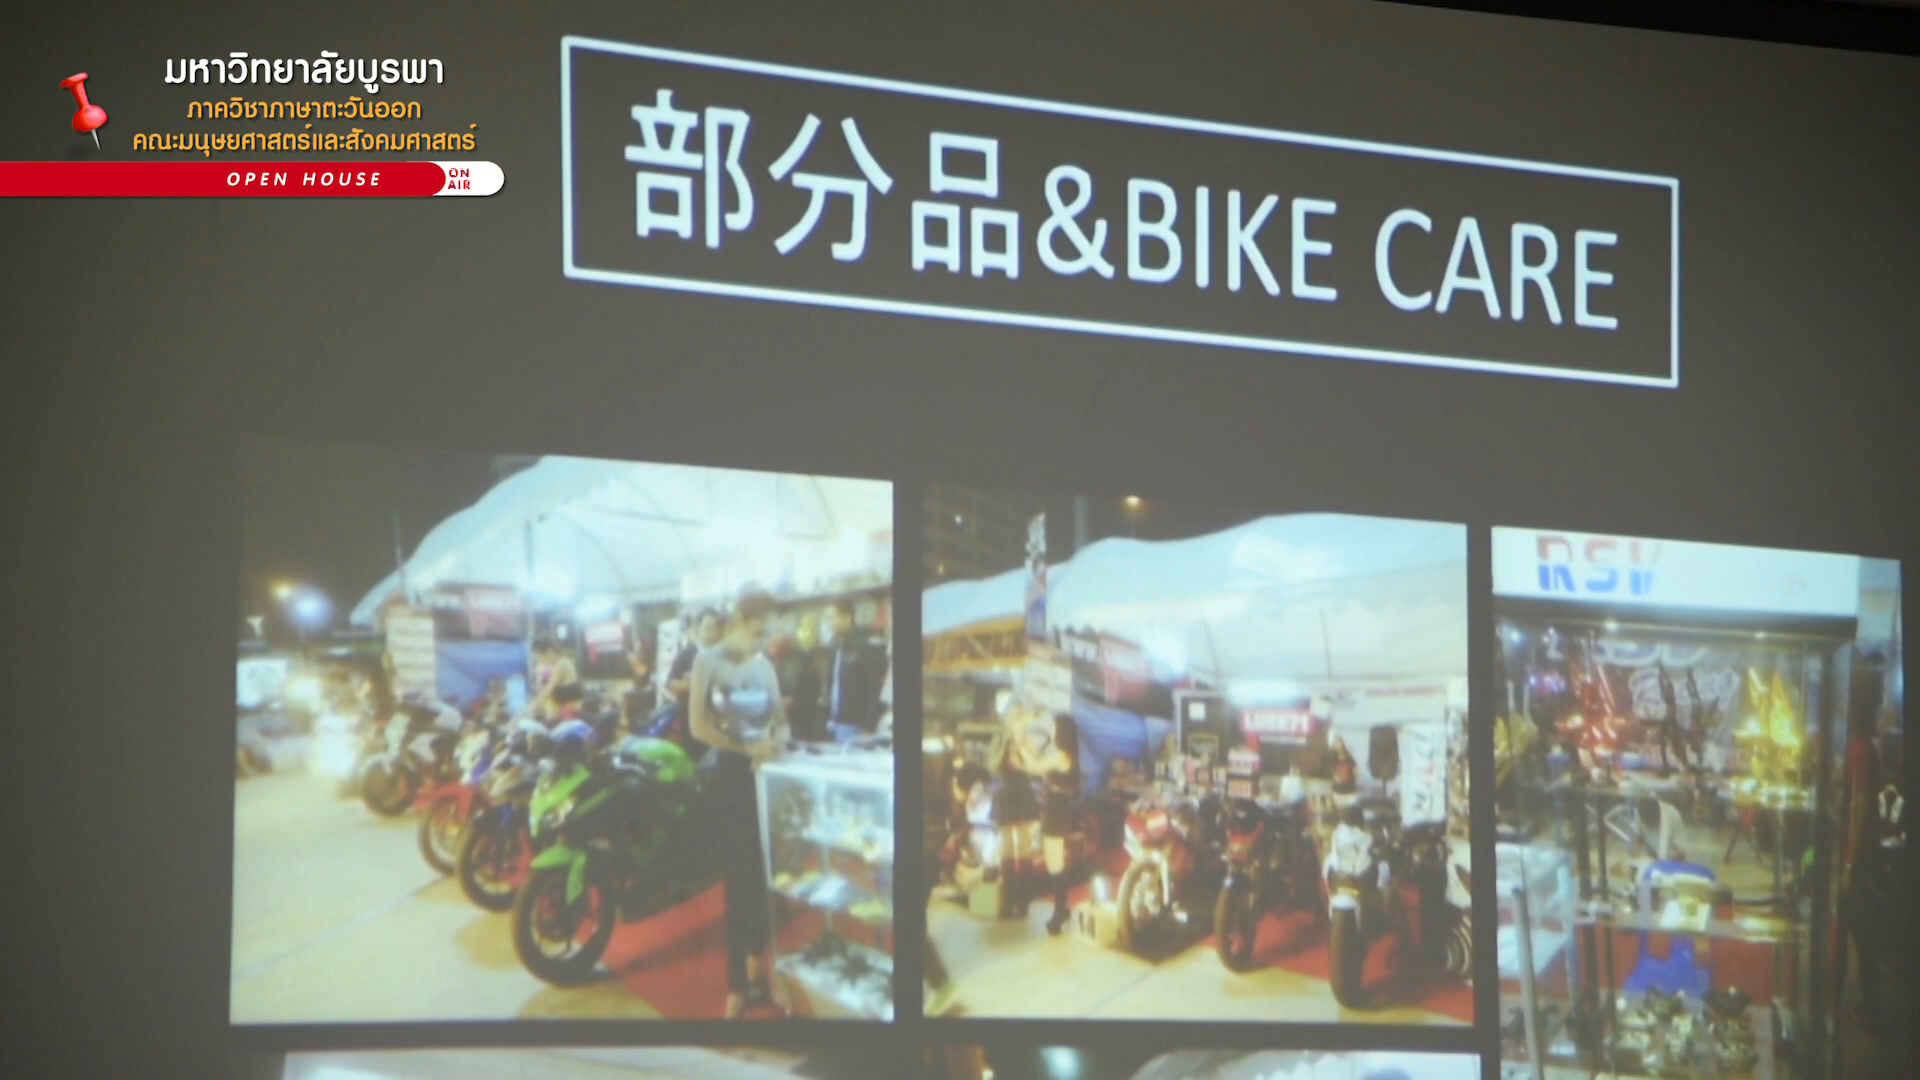 มหาวิทยาลัยบูรพา
ภาควิชาภาษาตะวันออก
คณะมนุษยศาสตร์และสังคมศาสตร์
OPEN HOUSE
ON
AIR
部分品&BIKE CARE
RSV